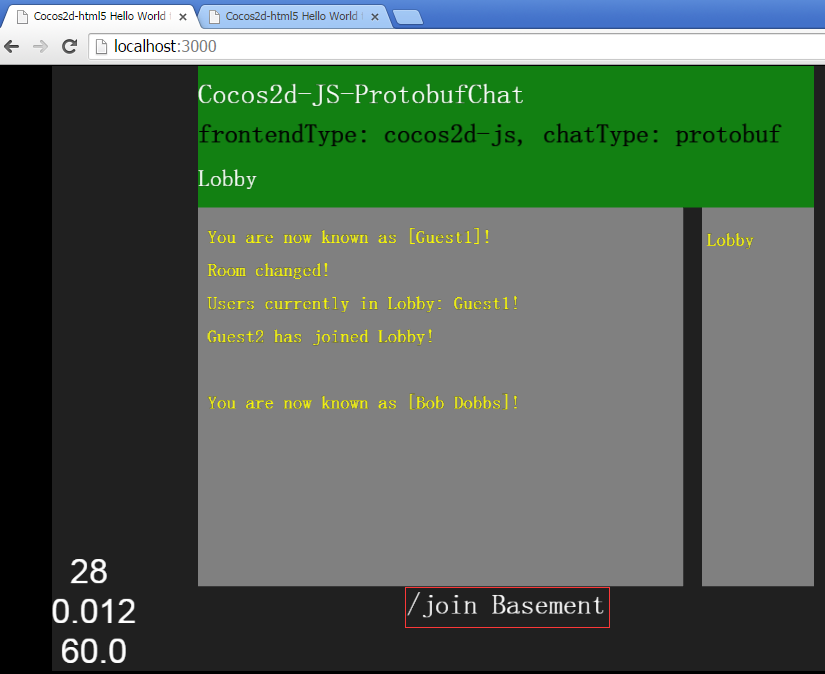 Cocos2d-html5 Hello World
Cocos2d-html5 Hello World
localhost:3000
Cocos2d-JS-ProtobufChat
frontendType: cocos2d-js, chatType: protobuf
Lobby
You are now known as [Guest1]!
Room changed!
Users currently in Lobby: Guest1!
Guest2 has joined Lobby!
You are now known as [Bob Dobbs]!
Lobby
/join Basement
28
0.012
60.0